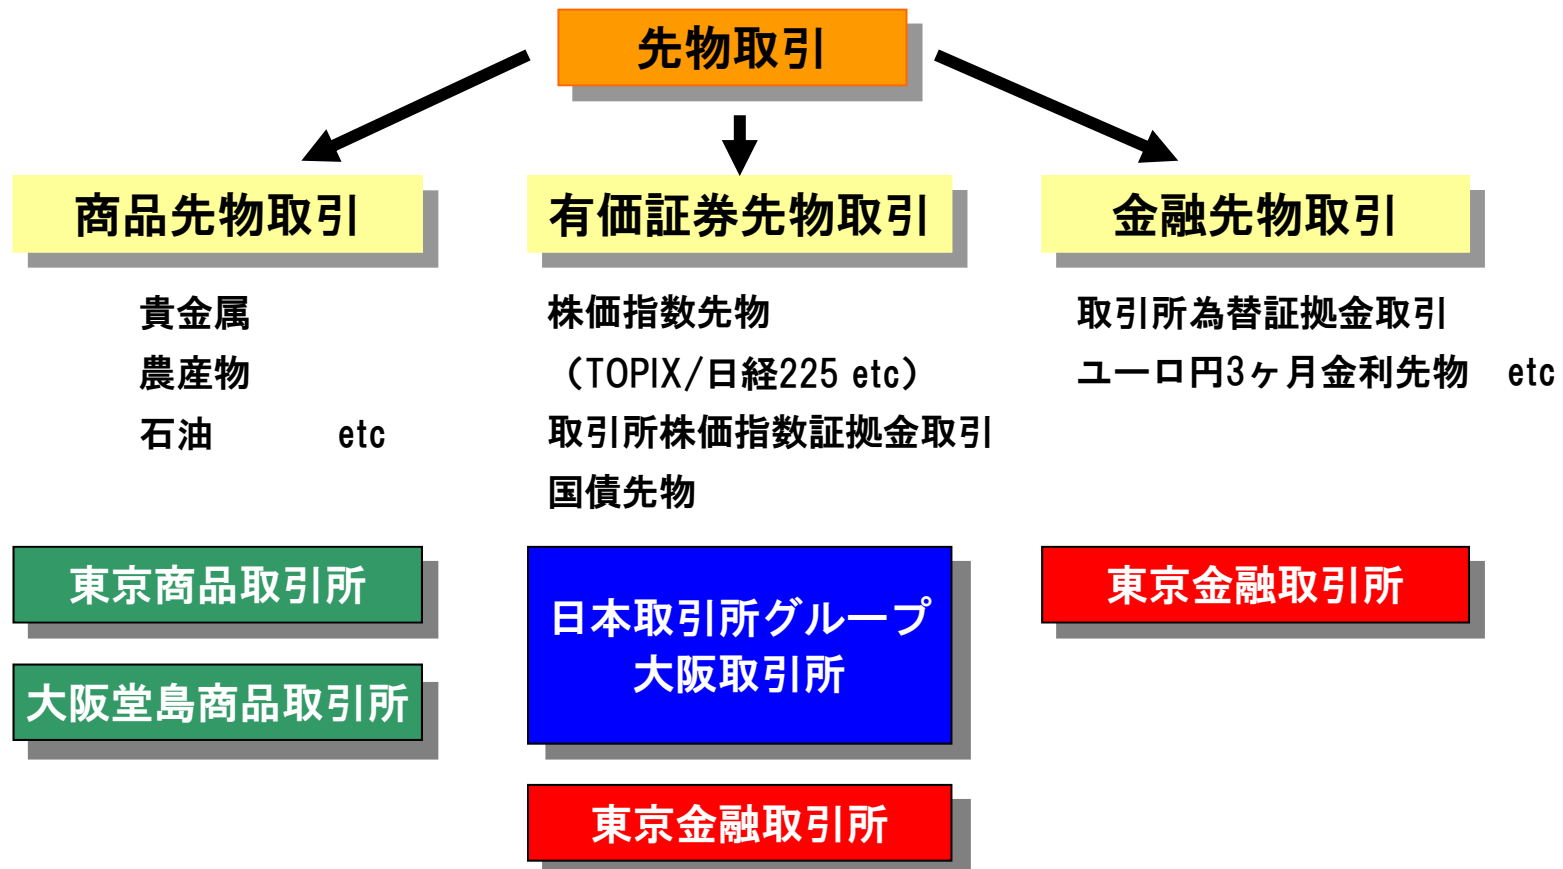 先物取引
商品先物取引
貴金属
農産物
石油 etc
東京商品取引所
大阪堂島商品取引所
有価証券先物取引
株価指数先物
（TOPIX/日経225 etc）
取引所株価指数証拠金取引
国債先物
日本取引所グループ
大阪取引所
東京金融取引所
金融先物取引
取引所為替証拠金取引
ユーロ円3ヶ月金利先物 etc
東京金融取引所